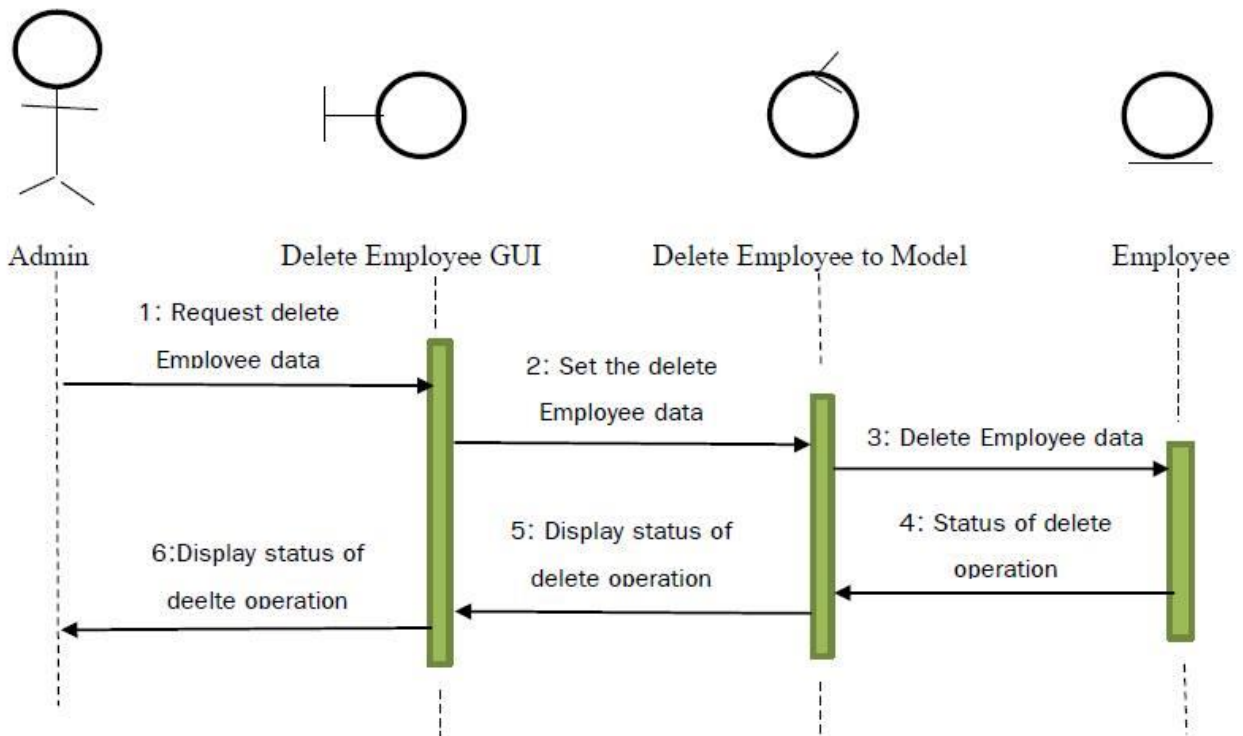 Admin
Delete Employee GUI
Delete Employee to Model
Employee
1: Request delete
Employee data
2: Set the delete
Employee data
3: Delete Employee data
4: Status of delete
operation
5: Display status of
delete operation
6:Display status of
deelte operation